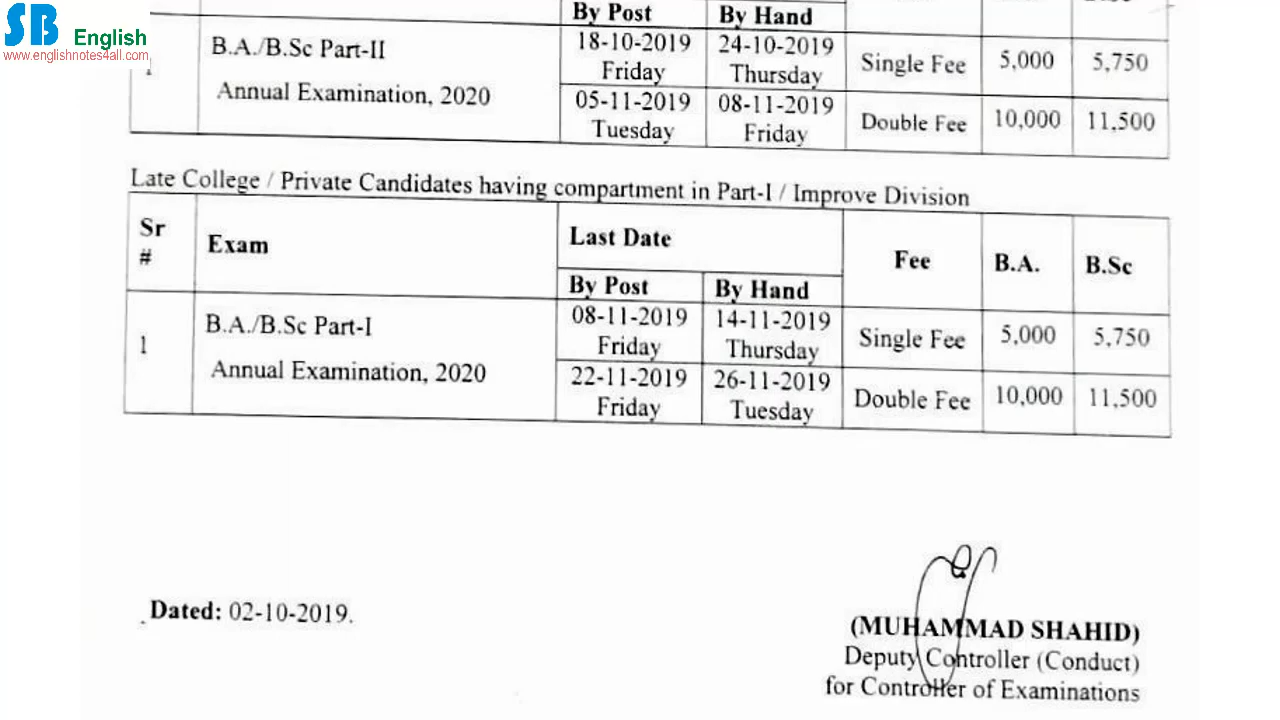 SB English
www.englishnotes4all.com
By Post By Hand
B.A./B.Sc Part-II 18-10-2019 24-10-2019 Single Fee 5,000 5,750
Friday Thursday
Annual Examination, 2020 05-11-2019 08-11-2019 Double Fee 10,000 11,500
Tuesday Friday
Late College / Private Candidates having compartment in Part-I / Improve Division
Sr # Exam Last Date Fee B.A. B.Sc
By Post By Hand
1 B.A./B.Sc Part-I 08-11-2019 14-11-2019 Single Fee 5,000 5,750
Friday Thursday
Annual Examination, 2020 22-11-2019 26-11-2019 Double Fee 10,000 11,500
Friday Tuesday
Dated: 02-10-2019.
(MUHAMMAD SHAHID)
Deputy Controller (Conduct)
for Controller of Examinations